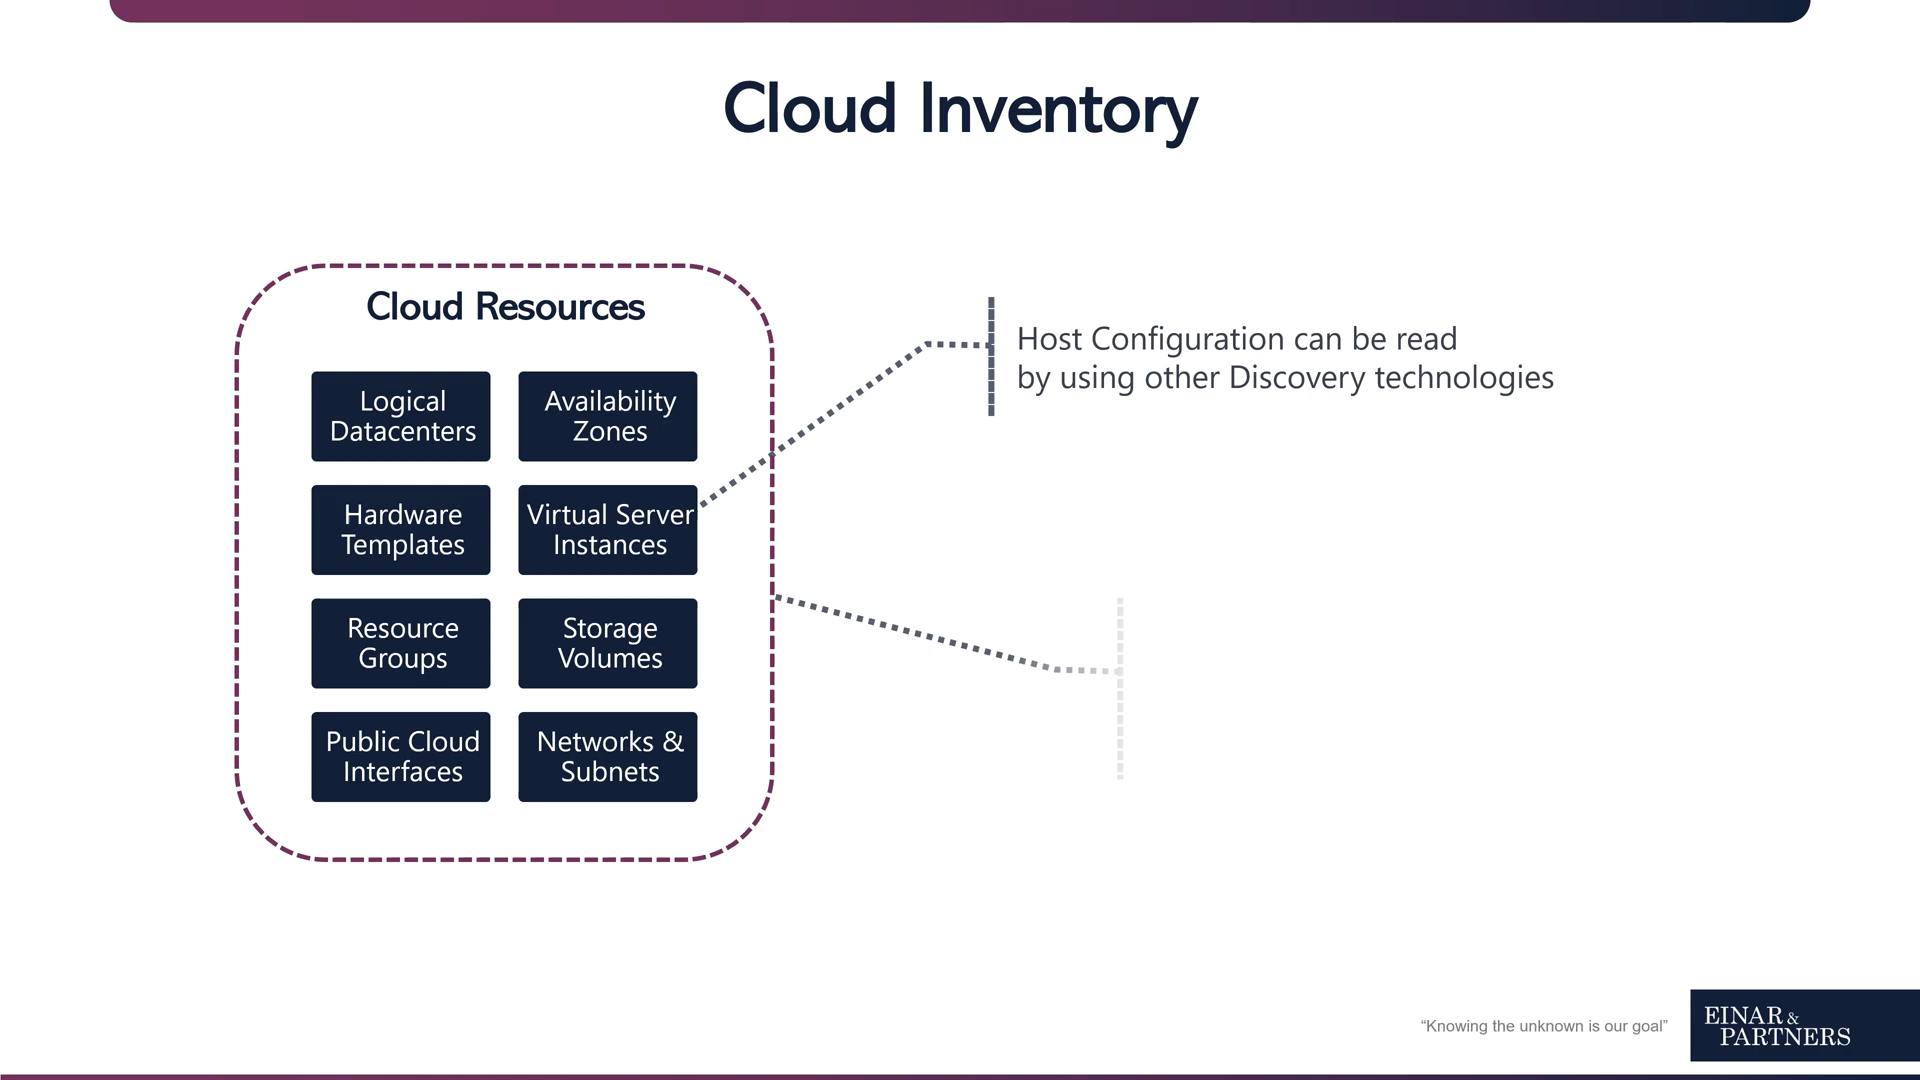 Cloud Inventory
Cloud Resources
Logical
Datacenters
Availability
Zones
Hardware
Templates
Virtual Server
Instances
Resource
Groups
Storage
Volumes
Public Cloud
Interfaces
Networks &
Subnets
Host Configuration can be read
by using other Discovery technologies
“Knowing the unknown is our goal”
EINAR &
PARTNERS